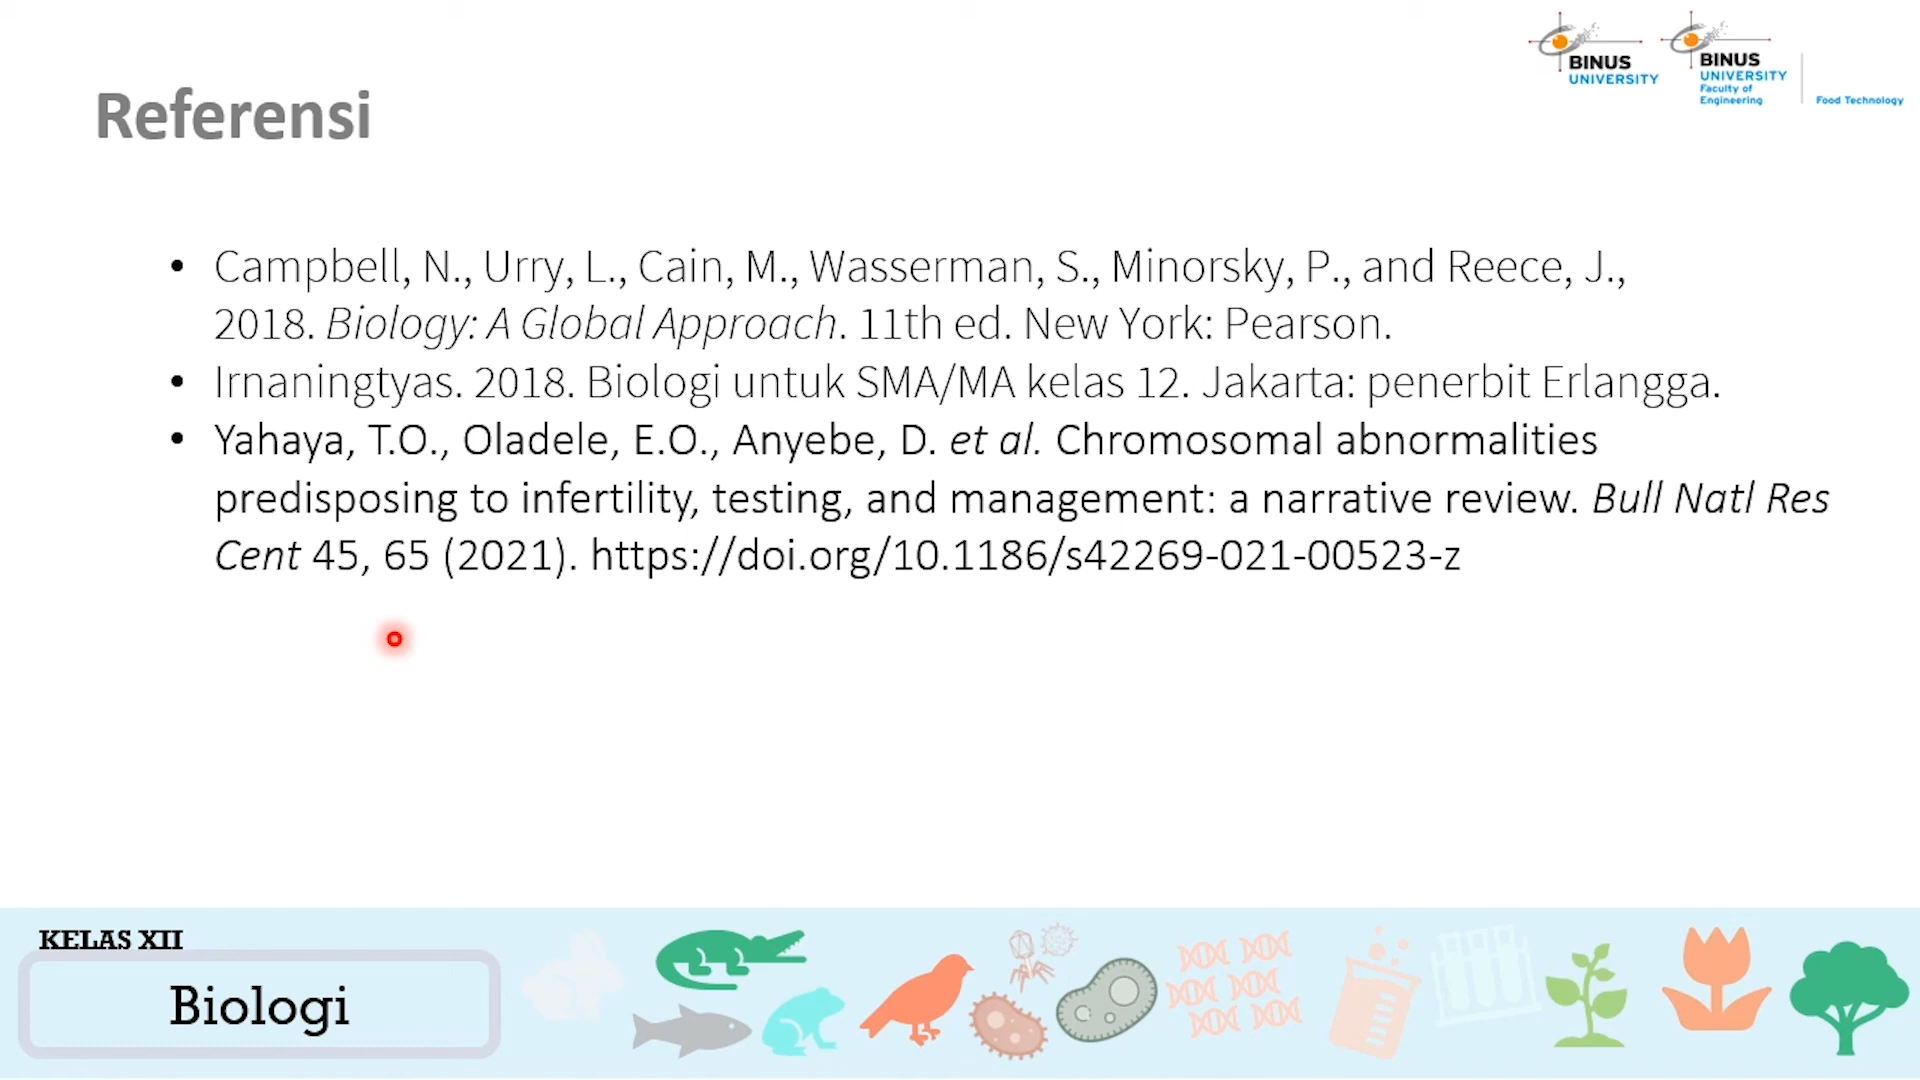 BINUS
UNIVERSITY
BINUS
UNIVERSITY
Faculty of
Engineering
Food Technology
Referensi
• Campbell, N., Urry, L., Cain, M., Wasserman, S., Minorsky, P., and Reece, J.,
2018. Biology: A Global Approach. 11th ed. New York: Pearson.
• Irnaningtyas. 2018. Biologi untuk SMA/MA kelas 12. Jakarta: penerbit Erlangga.
• Yahaya, T.O., Oladele, E.O., Anyebe, D. et al. Chromosomal abnormalities
predisposing to infertility, testing, and management: a narrative review. Bull Natl Res
Cent 45, 65 (2021). https://doi.org/10.1186/s42269-021-00523-z
KELAS XII
Biologi